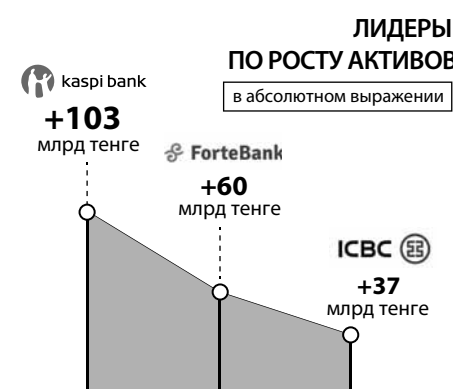 ЛИДЕРЫ
ПО РОСТУ АКТИВОВ
в абсолютном выражении
kaspi bank
+103
млрд тенге
ForteBank
+60
млрд тенге
ICBC
+37
млрд тенге